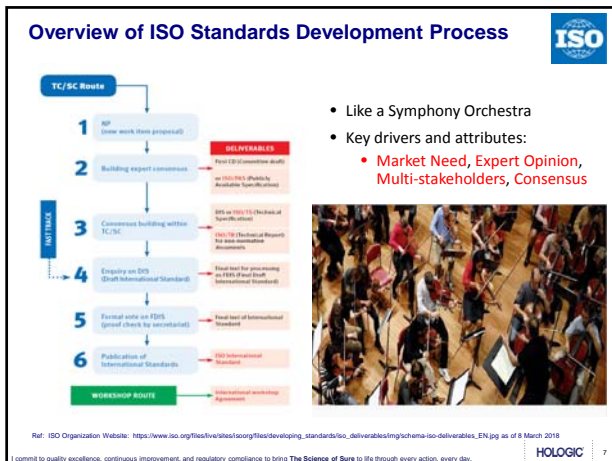 Overview of ISO Standards Development Process
ISO
TC/SC Route
1 NP
(new work item proposal)
DELIVERABLES
2 Building expert consensus
First CD (Committee draft)
or ISO/PAS (Publicly
Available Specification)
FAST TRACK
3 Consensus building within
TC/SC
DIS or ISO/TS (Technical
Specification)
ISO/TR (Technical Report)
for non-normative
documents
4 Enquiry on DIS
(Draft International Standard)
Final text for processing
as FDIS (Final Draft
International Standard)
5 Formal vote on FDIS
(proof check by secretariat)
Final text of International
Standard
6 Publication of
International Standards
ISO International
Standard
WORKSHOP ROUTE
International workshop
Agreement
• Like a Symphony Orchestra
• Key drivers and attributes:
• Market Need, Expert Opinion,
Multi-stakeholders, Consensus
Ref: ISO Organization Website: https://www.iso.org/files/live/sites/isoorg/files/developing_standards/iso_deliverables/img/schema-iso-deliverables_EN.jpg as of 8 March 2018
I commit to quality excellence, continuous improvement, and regulatory compliance to bring The Science of Sure to life through every action, every day.
HOLOGIC® 7